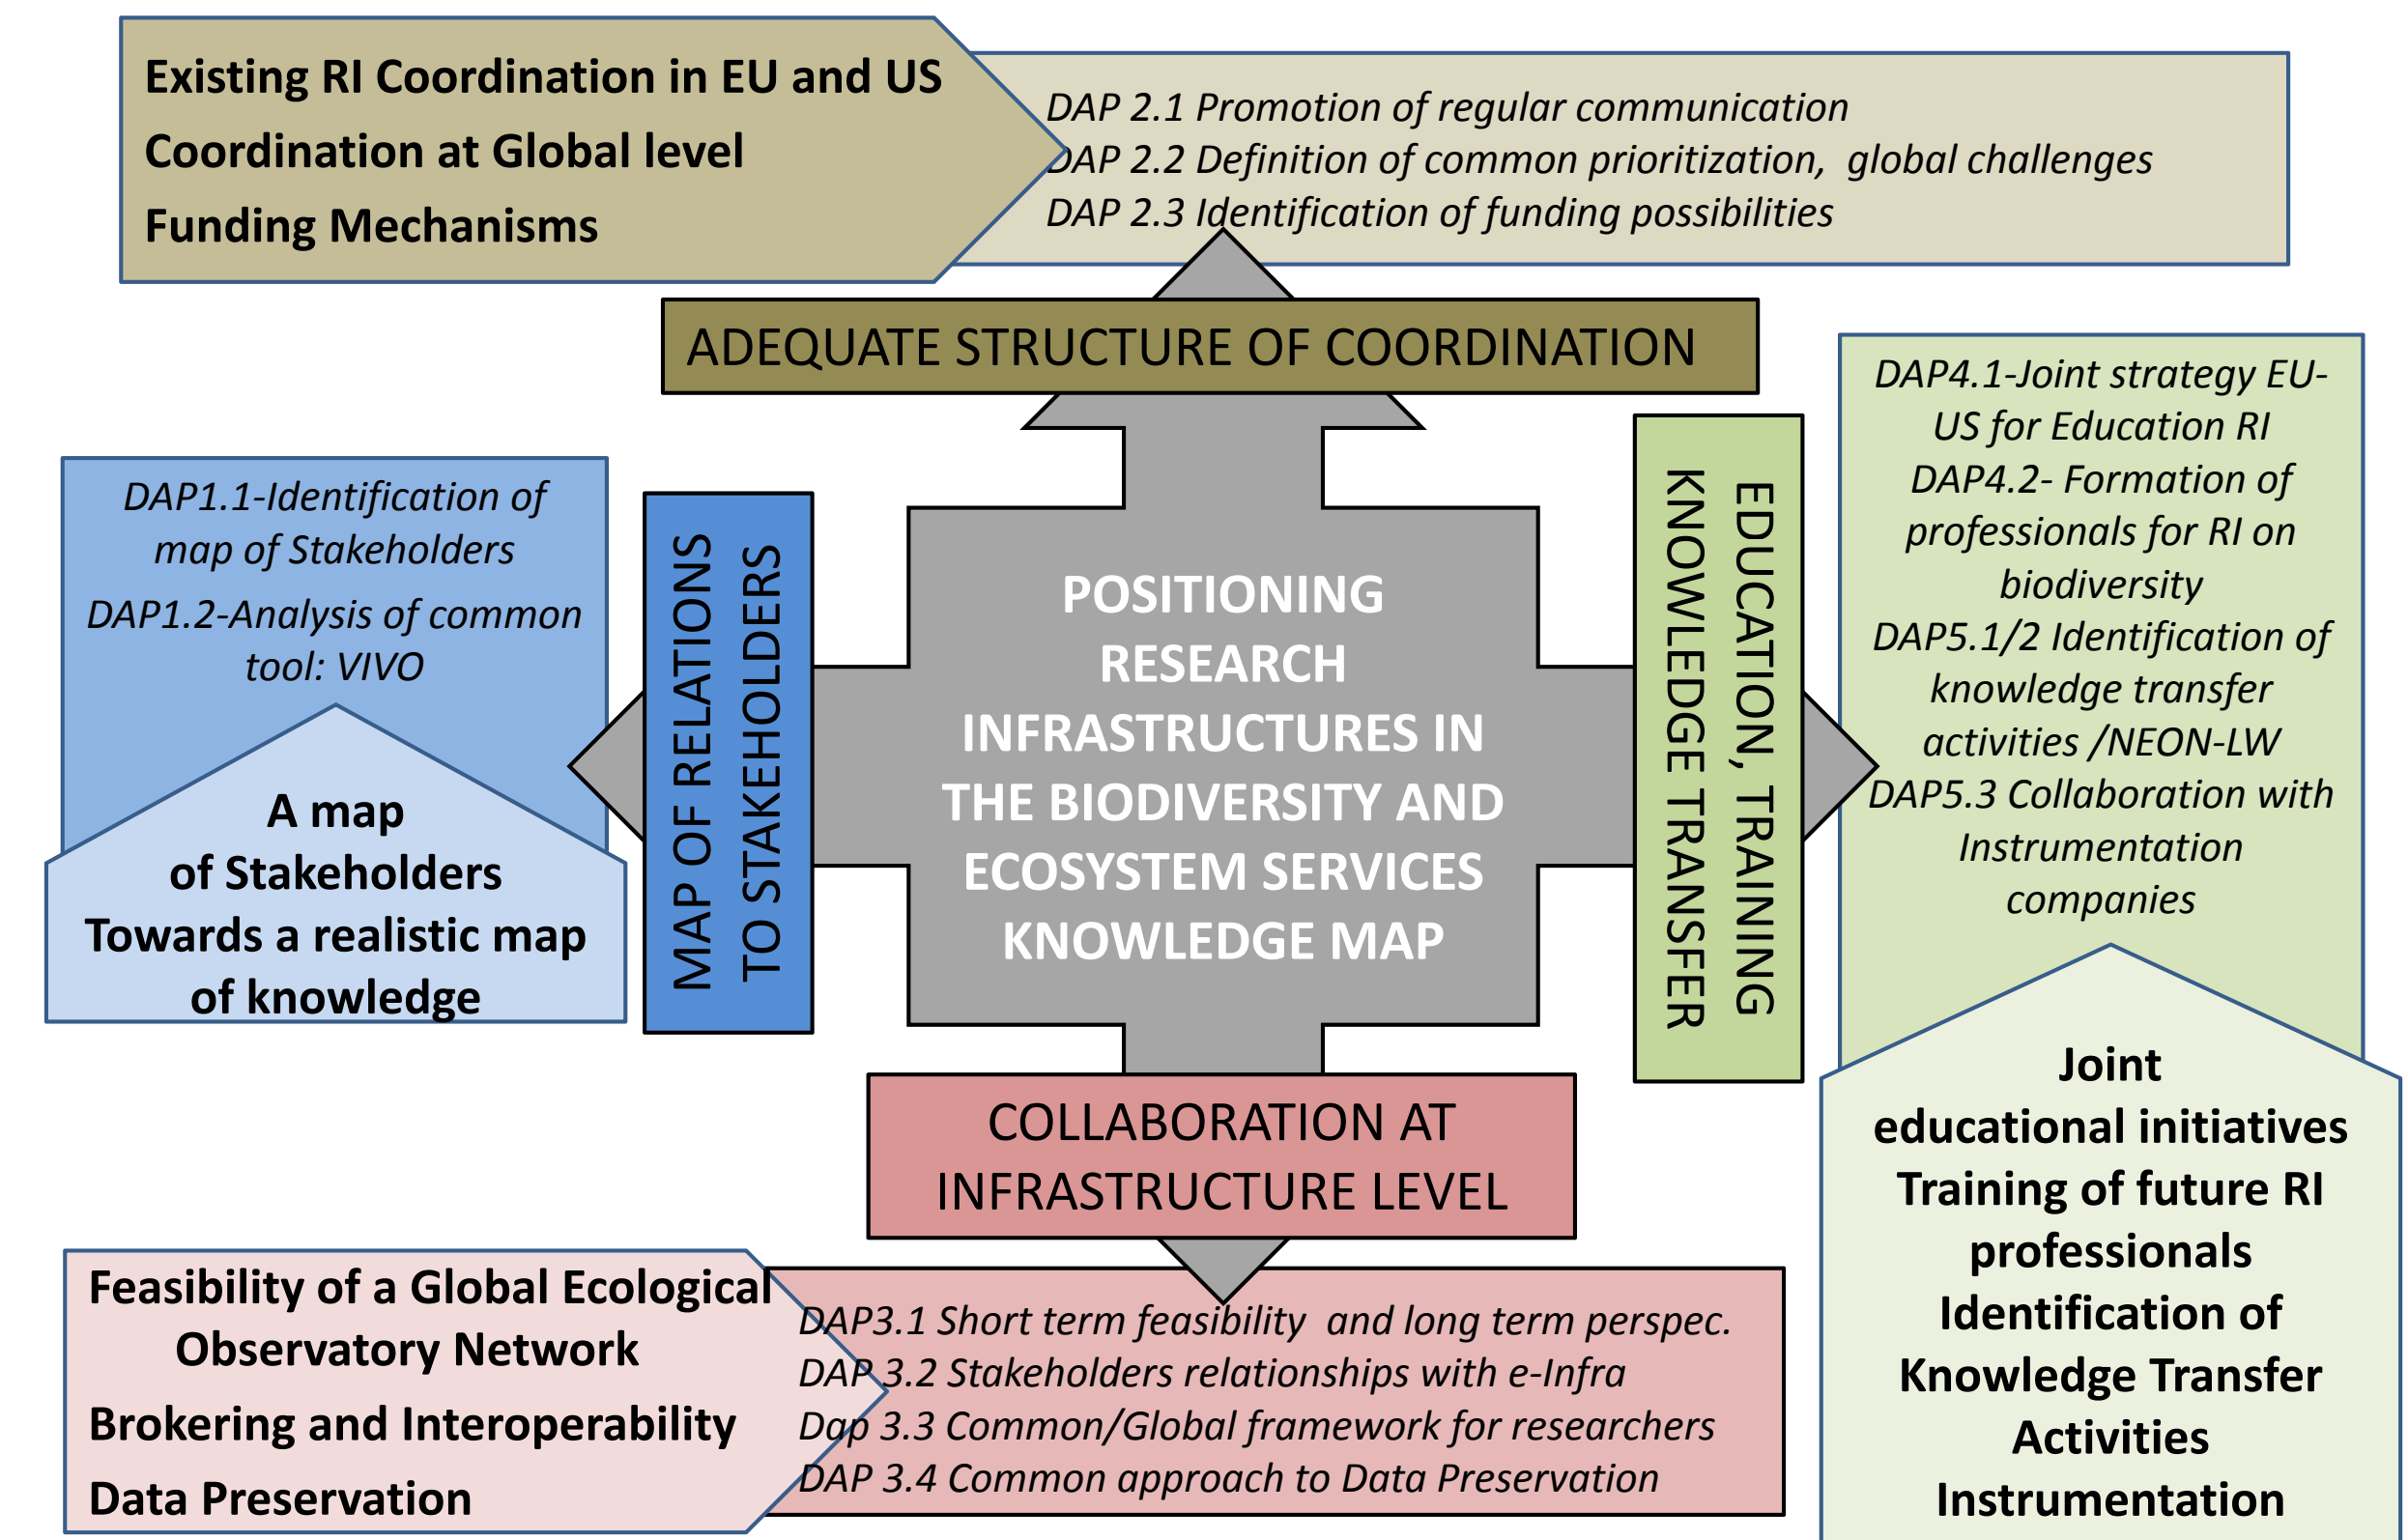 Existing RI Coordination in EU and US
Coordination at Global level
Funding Mechanisms
DAP 2.1 Promotion of regular communication
DAP 2.2 Definition of common prioritization,  global challenges
DAP 2.3 Identification of funding possibilities
ADEQUATE STRUCTURE OF COORDINATION
DAP1.1-Identification of
map of Stakeholders
DAP1.2-Analysis of common
tool: VIVO
A map
of Stakeholders
Towards a realistic map
of knowledge
MAP OF RELATIONS
TO STAKEHOLDERS
POSITIONING
RESEARCH
INFRASTRUCTURES IN
THE BIODIVERSITY AND
ECOSYSTEM SERVICES
KNOWLEDGE MAP
EDUCATION, TRAINING
KNOWLEDGE TRANSFER
DAP4.1-Joint strategy EU-
US for Education RI
DAP4.2- Formation of
professionals for RI on
biodiversity
DAP5.1/2 Identification of
knowledge transfer
activities /NEON-LW
DAP5.3 Collaboration with
Instrumentation
companies
Joint
educational initiatives
Training of future RI
professionals
Identification of
Knowledge Transfer
Activities
Instrumentation
COLLABORATION AT
INFRASTRUCTURE LEVEL
Feasibility of a Global Ecological
Observatory Network
Brokering and Interoperability
Data Preservation
DAP3.1 Short term feasibility  and long term perspec.
DAP 3.2 Stakeholders relationships with e-Infra
Dap 3.3 Common/Global framework for researchers
DAP 3.4 Common approach to Data Preservation